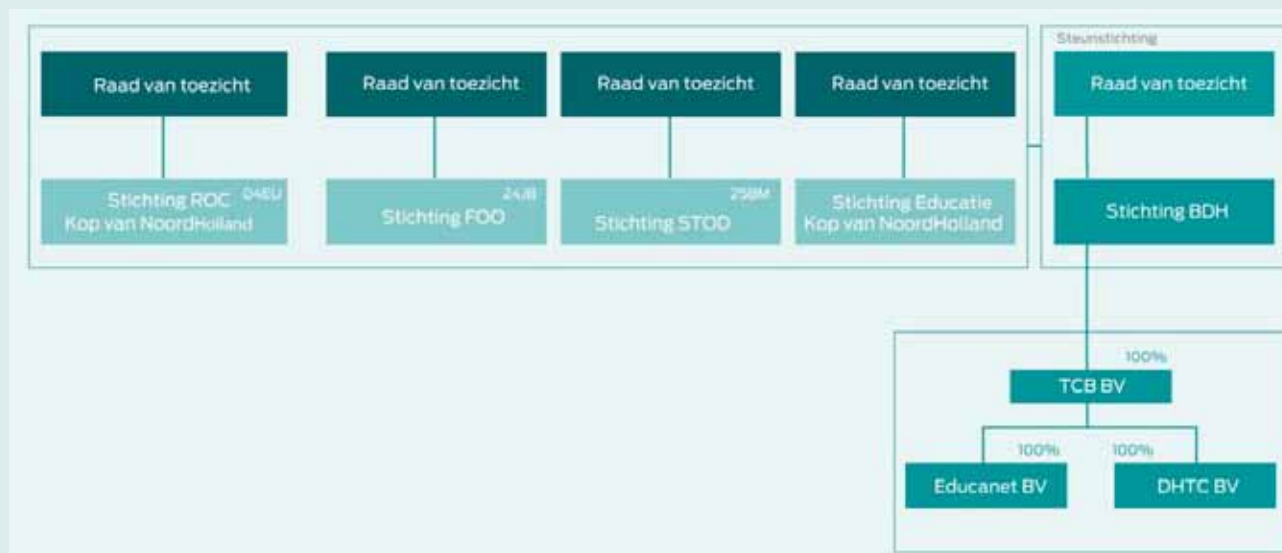 Steunstichting
Raad van toezicht
Raad van toezicht
Raad van toezicht
Raad van toezicht
Raad van toezicht
Stichting ROC 04EU
Kop van NoordHolland
24JB
Stichting FOO
25BM
Stichting STOD
Stichting Educatie
Kop van NoordHolland
Stichting BDH
100%
TCB BV
100%
100%
Educanet BV
DHTC BV